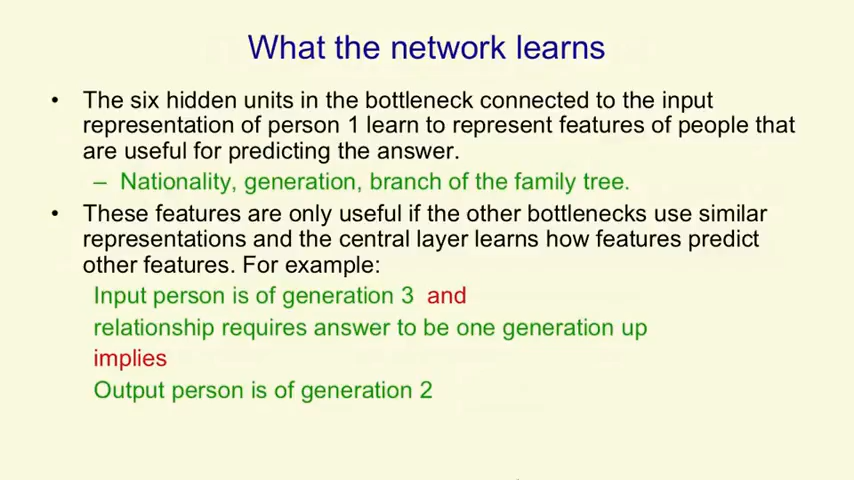 What the network learns
• The six hidden units in the bottleneck connected to the input
representation of person 1 learn to represent features of people that
are useful for predicting the answer.
– Nationality, generation, branch of the family tree.
• These features are only useful if the other bottlenecks use similar
representations and the central layer learns how features predict
other features. For example:
Input person is of generation 3 and
relationship requires answer to be one generation up
implies
Output person is of generation 2